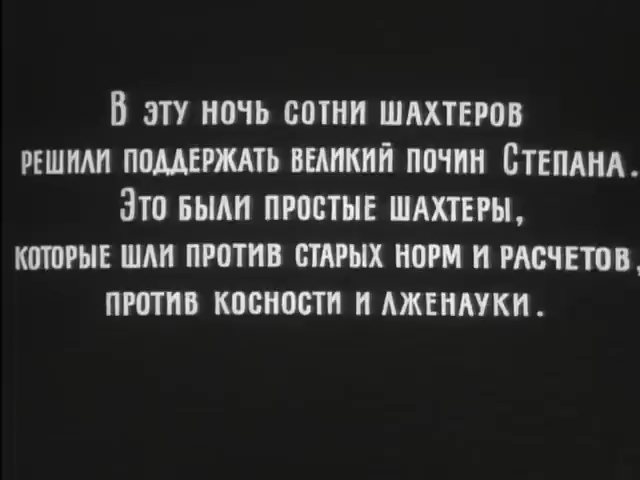 В эту ночь сотни шахтеров
решили поддержать великий почин Степана.
Это были простые шахтеры,
которые шли против старых норм и расчетов,
против косности и лженауки.